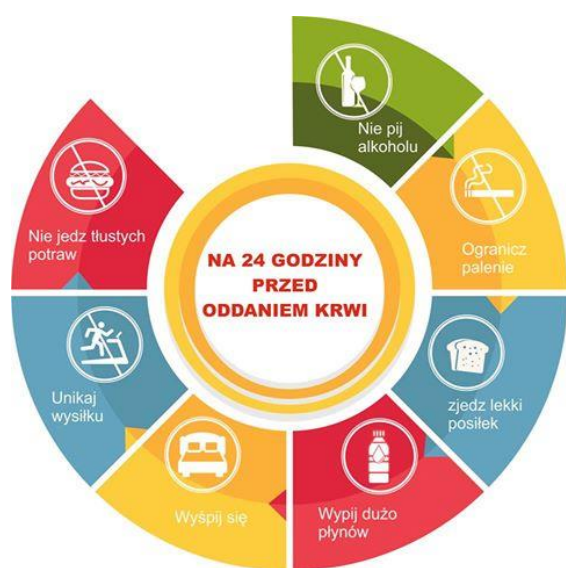 NA 24 GODZINY
PRZED
ODDANIEM KRWI
Nie pij
alkoholu
Ogranicz
palenie
zjedz lekki
posiłek
Wypij dużo
płynów
Wyśpij się
Unikaj
wysiłku
Nie jedz tłustych
potraw